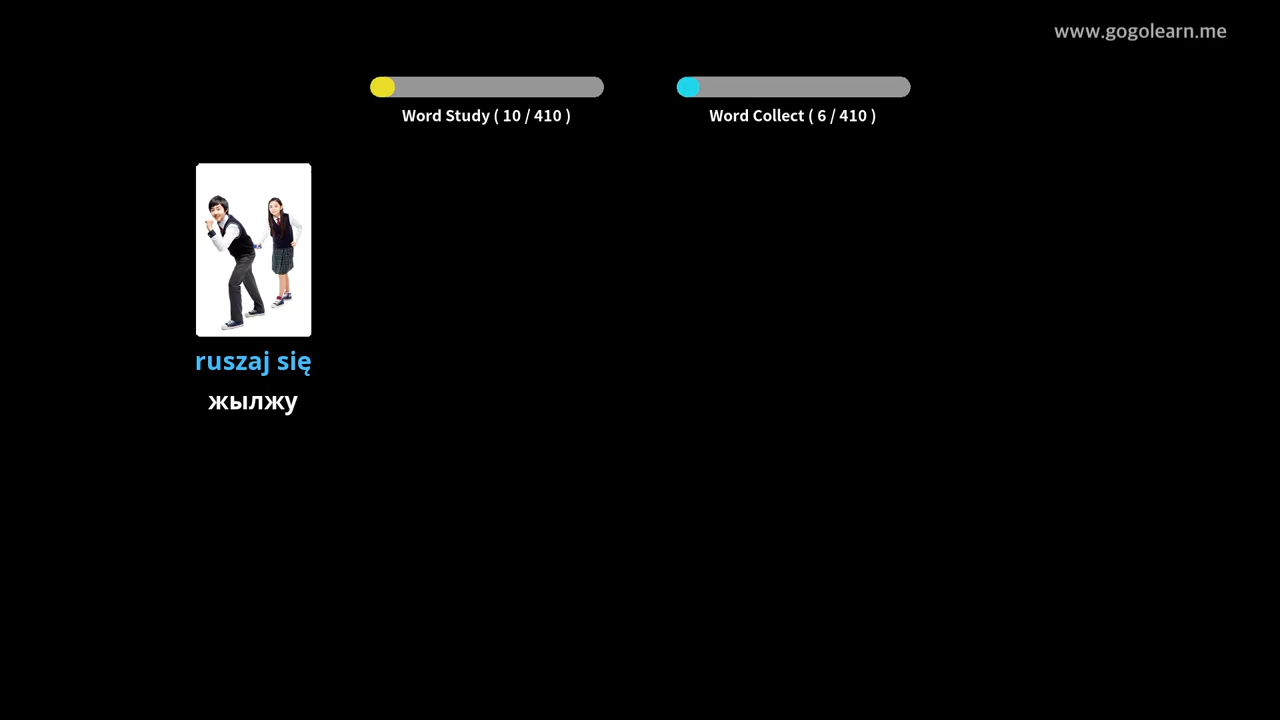 www.gogolearn.me
Word Study ( 10 / 410 )
Word Collect ( 6 / 410 )
ruszaj się
жылжу